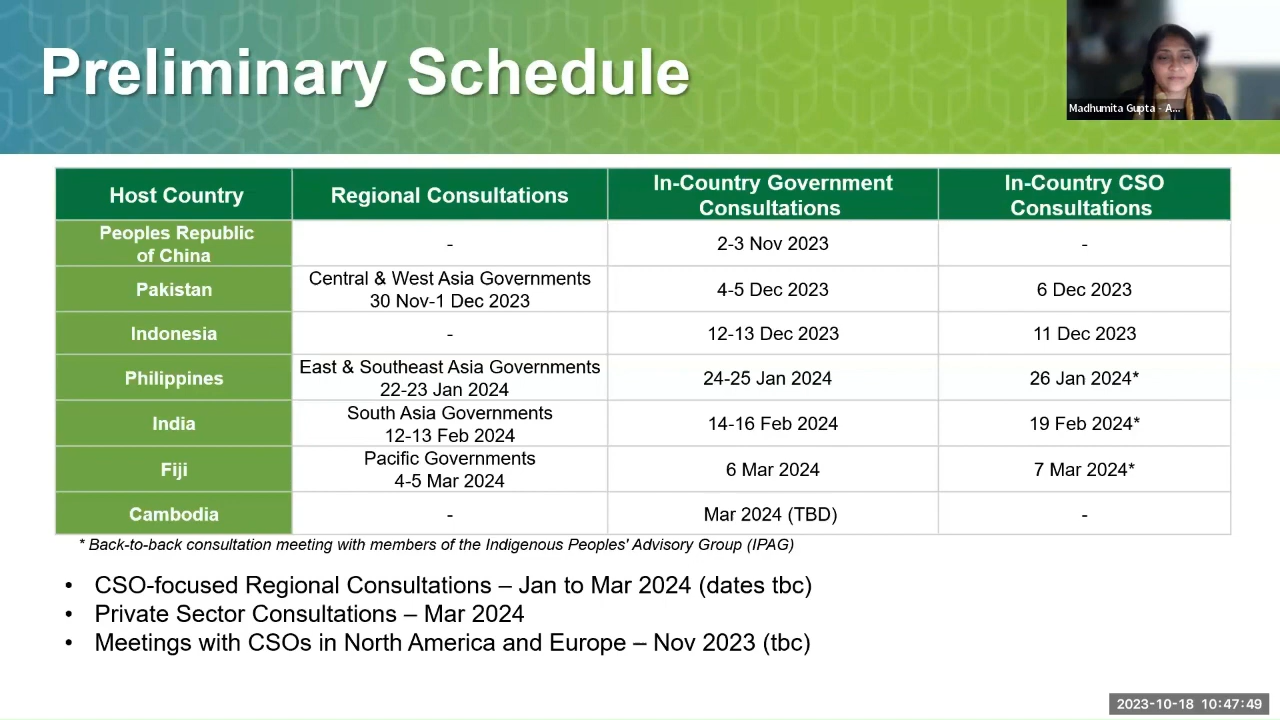 Preliminary Schedule
Madhumita Gupta - A...
Host Country
Regional Consultations
In-Country Government
Consultations
In-Country CSO
Consultations
Peoples Republic
of China
-
2-3 Nov 2023
-
Pakistan
Central & West Asia Governments
30 Nov-1 Dec 2023
4-5 Dec 2023
6 Dec 2023
Indonesia
-
12-13 Dec 2023
11 Dec 2023
Philippines
East & Southeast Asia Governments
22-23 Jan 2024
24-25 Jan 2024
26 Jan 2024*
India
South Asia Governments
12-13 Feb 2024
14-16 Feb 2024
19 Feb 2024*
Fiji
Pacific Governments
4-5 Mar 2024
6 Mar 2024
7 Mar 2024*
Cambodia
-
Mar 2024 (TBD)
-
* Back-to-back consultation meeting with members of the Indigenous Peoples' Advisory Group (IPAG)
• CSO-focused Regional Consultations – Jan to Mar 2024 (dates tbc)
• Private Sector Consultations – Mar 2024
• Meetings with CSOs in North America and Europe – Nov 2023 (tbc)
2023-10-18 10:47:49